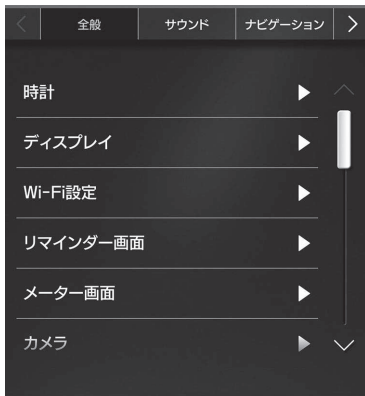 全般 サウンド ナビゲーション
時計
ディスプレイ
Wi-Fi設定
リマインダー画面
メーター画面
カメラ